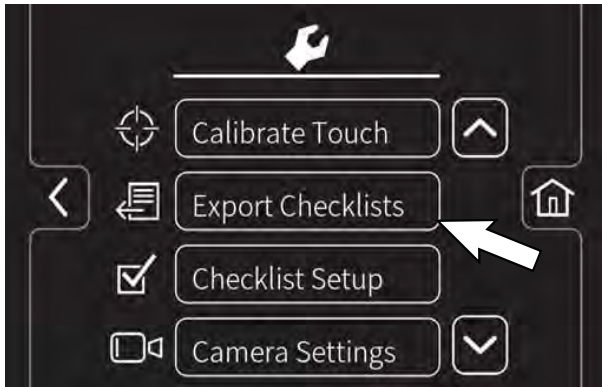 Calibrate Touch
Export Checklists
Checklist Setup
Camera Settings